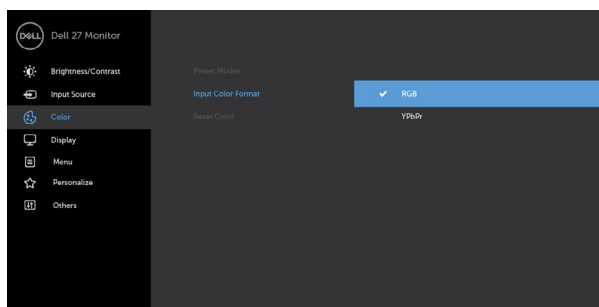 DELL
Dell 27 Monitor
Brightness/Contrast
Input Source
Color
Display
Menu
Personalize
Others
Preset Modes
Input Color Format
Reset Color
RGB
YPbPr